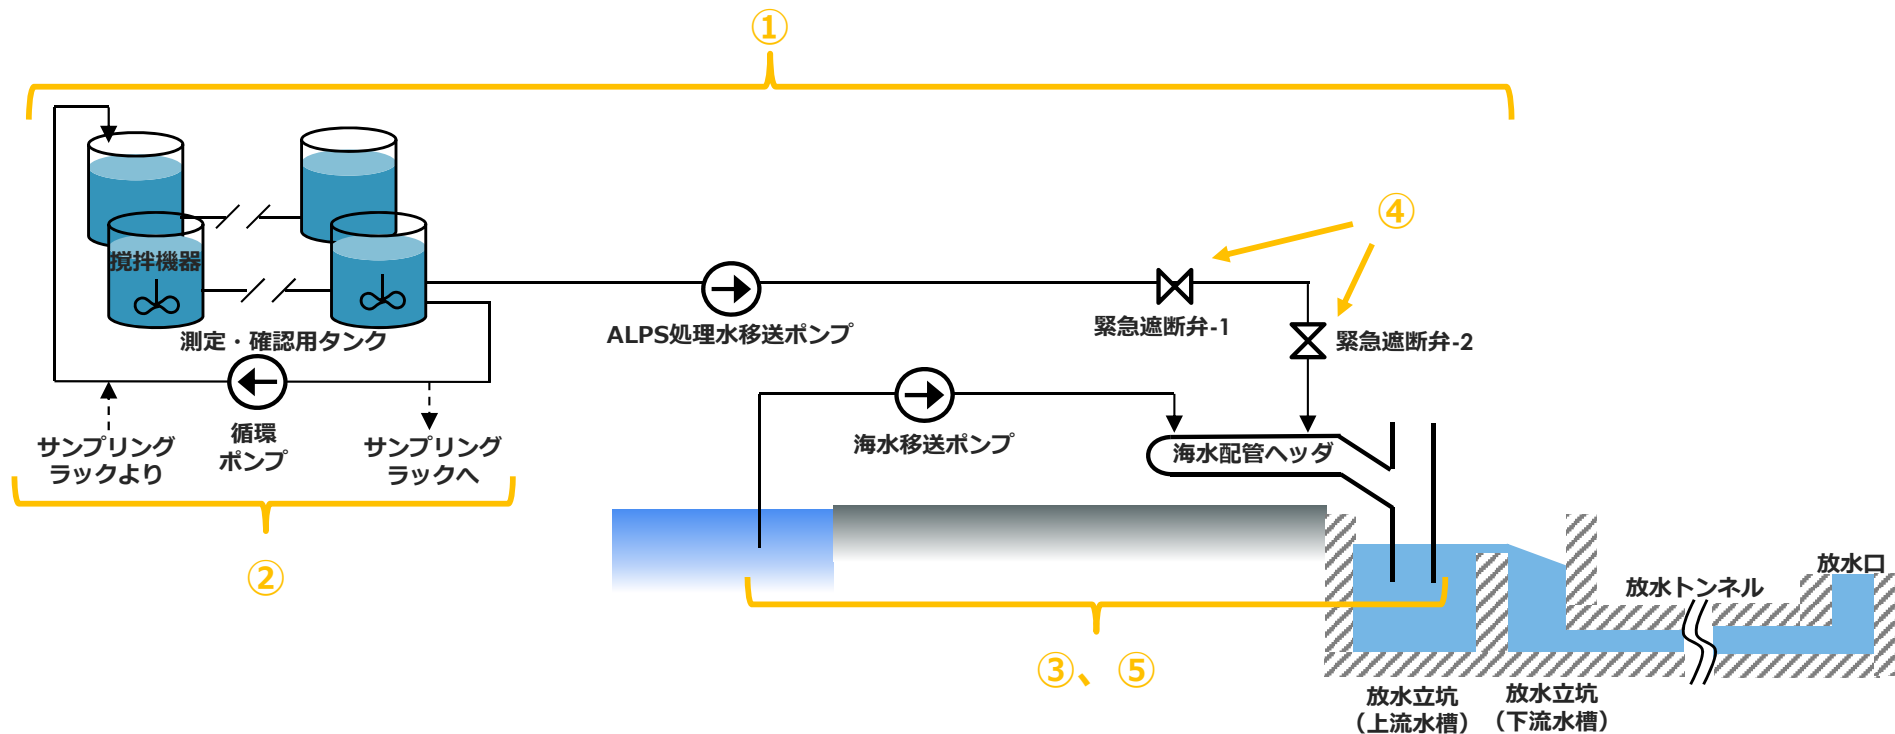 ①
④
撹拌機器
測定・確認用タンク
ALPS処理水移送ポンプ
緊急遮断弁-1
緊急遮断弁-2
サンプリング
ラックより
循環
ポンプ
サンプリング
ラックへ
海水移送ポンプ
海水配管ヘッダ
②
③、⑤
放水トンネル
放水口
放水立坑
（上流水槽）
放水立坑
（下流水槽）